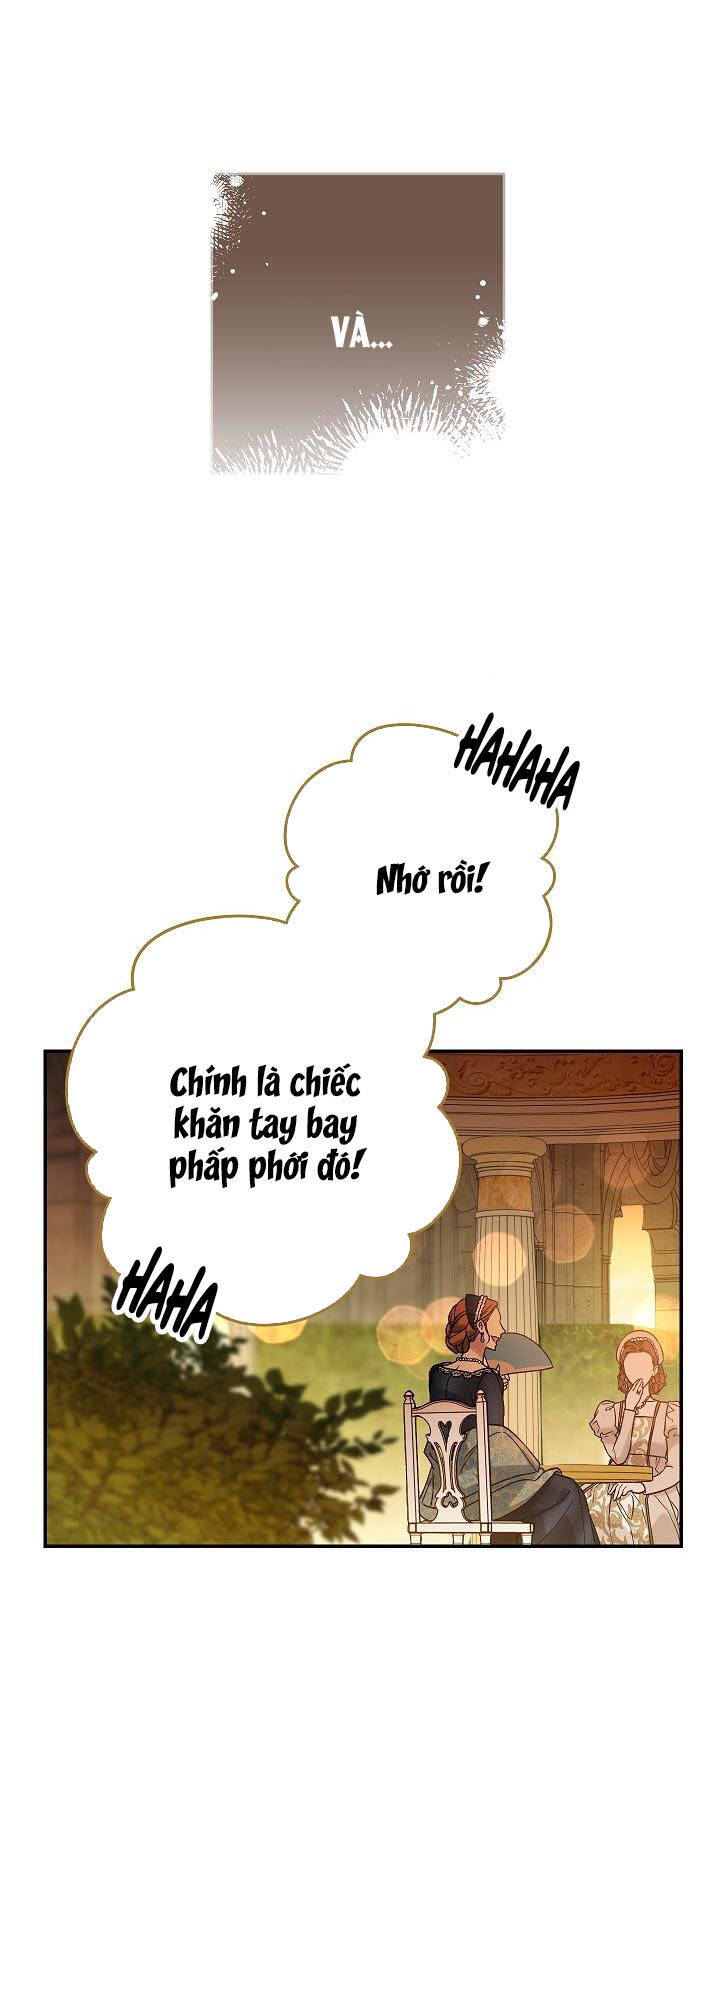 VÀ...
HAHAHA
Nhớ rồi!
Chính là chiếc
khăn tay bay
phấp phới đó!
HAHA